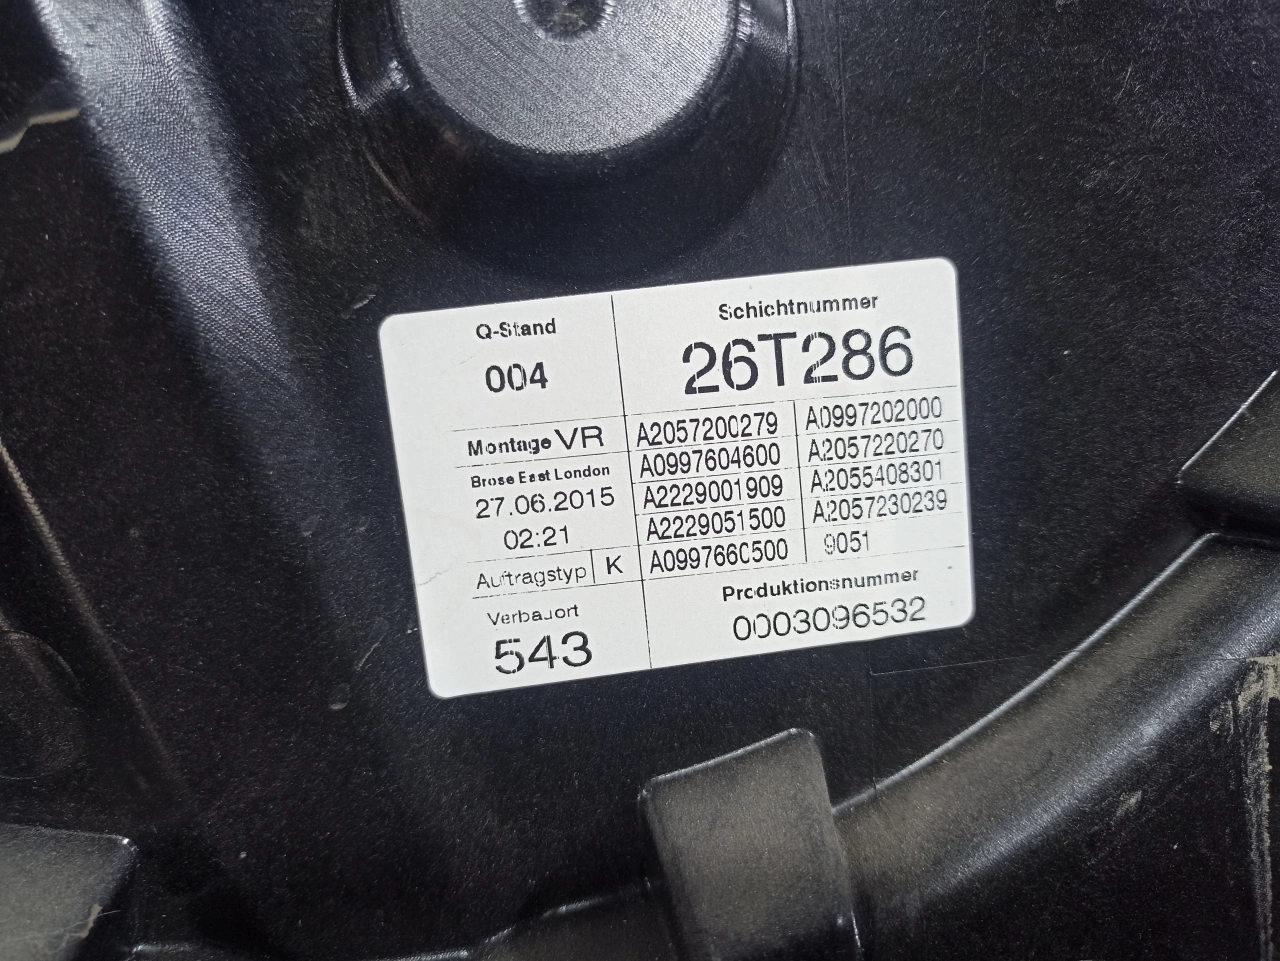 Q-Stand
004
Schichtnummer
26T286
Montage VR
Brose East London
27.06.2015
02:21
Auftragstyp K
Verbauort
543
A2057200279 A0997202000
A0997604600 A2057220270
A2229001909 A2055408301
A2229051500 A2057230239
A0997660500 9051
Produktionsnummer
0003096532